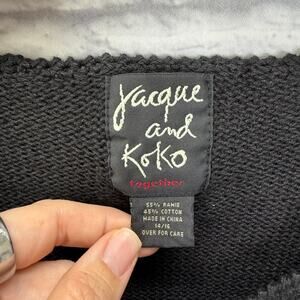 Jacque
and
KoKo
together
55% RAMIE
45% COTTON
MADE IN CHINA
14/16
OVER FOR CARE